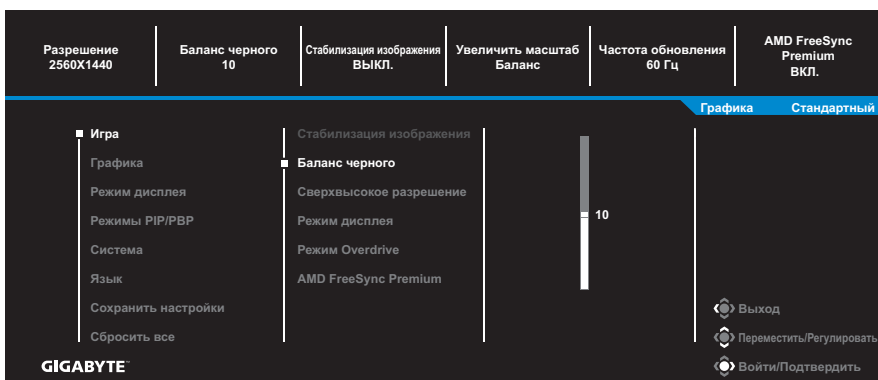 Разрешение
2560X1440
Баланс черного
10
Стабилизация изображения
ВЫКЛ.
Увеличить масштаб
Баланс
Частота обновления
60 Гц
AMD FreeSync
Premium
ВКЛ.
Графика Стандартный
Игра
Графика
Режим дисплея
Режимы PIP/PBP
Система
Язык
Сохранить настройки
Сбросить все
Стабилизация изображения
Баланс черного
Сверхвысокое разрешение
Режим дисплея
Режим Overdrive
AMD FreeSync Premium
10
Выход
Переместить/Регулировать
Войти/Подтвердить
GIGABYTE™